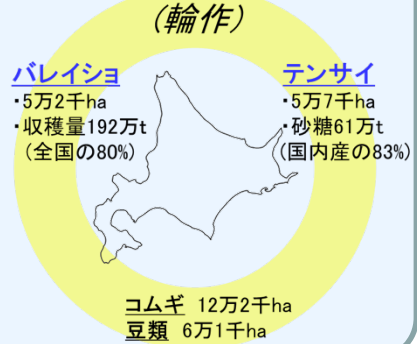 (輪作)
バレイショ
・5万2千ha
・収穫量192万t
(全国の80%)
テンサイ
・5万7千ha
・砂糖61万t
(国内産の83%)
コムギ 12万2千ha
豆類 6万1千ha